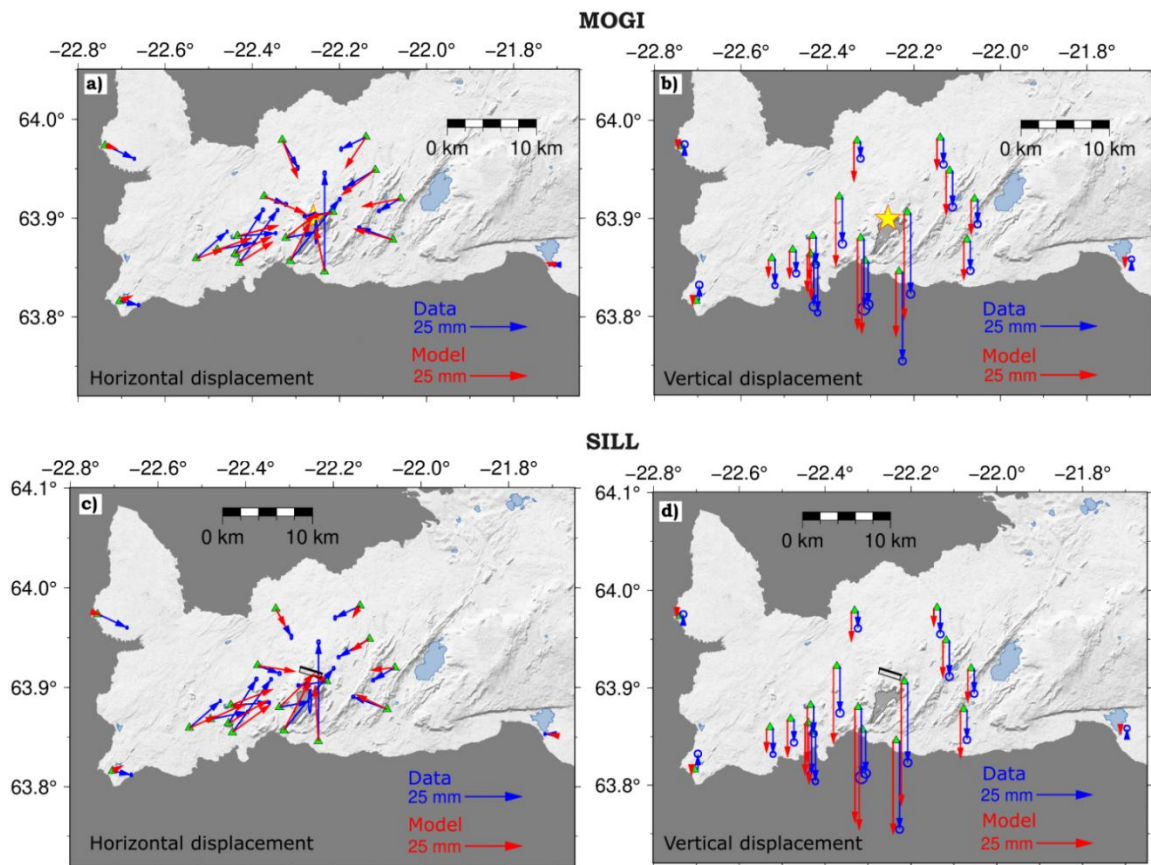 MOGI
−22.8° −22.6° −22.4° −22.2° −22.0° −21.8°
−22.8° −22.6° −22.4° −22.2° −22.0° −21.8°
a)
b)
64.0°
63.9°
63.8°
64.0°
63.9°
63.8°
0 km 10 km
0 km 10 km
Data
25 mm
Model
25 mm
Horizontal displacement
Data
25 mm
Model
25 mm
Vertical displacement
SILL
−22.8° −22.6° −22.4° −22.2° −22.0° −21.8°
−22.8° −22.6° −22.4° −22.2° −22.0° −21.8°
c)
d)
64.1°
64.0°
63.9°
63.8°
64.1°
64.0°
63.9°
63.8°
0 km 10 km
0 km 10 km
Data
25 mm
Model
25 mm
Horizontal displacement
Data
25 mm
Model
25 mm
Vertical displacement